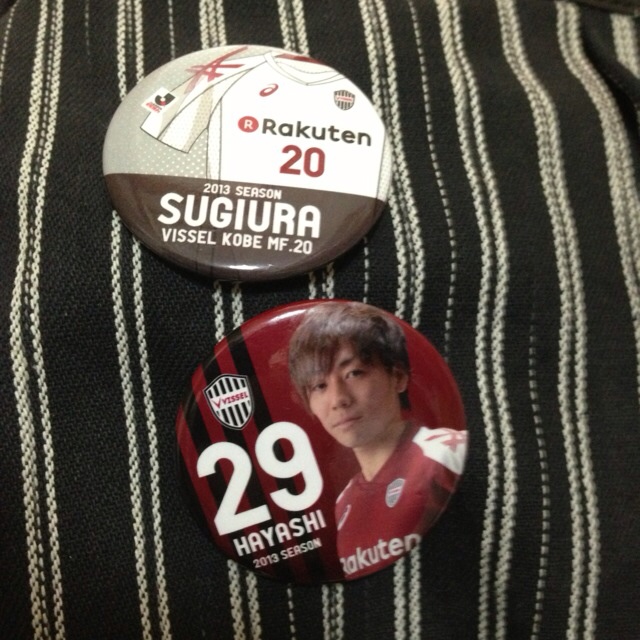 Rakuten
20
2013 SEASON
SUGIURA
VISSEL KOBE MF.20
VISSEL
29
HAYASHI
2013 SEASON
Rakuten